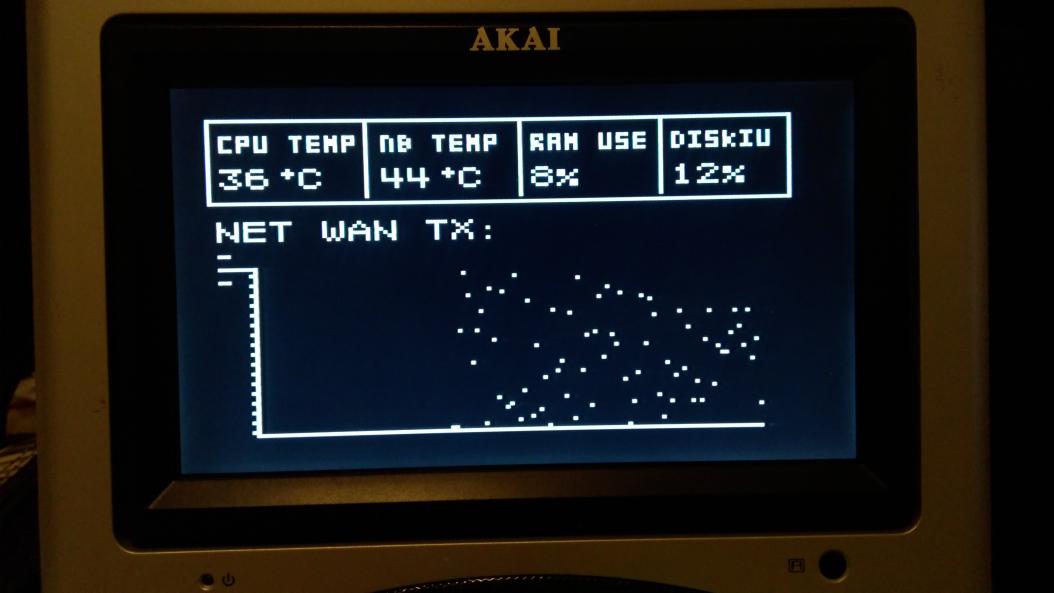 AKAI
CPU TEMP NB TEMP RAM USE DISKIU
36 °C 44 °C 8% 12%
NET WAN TX: